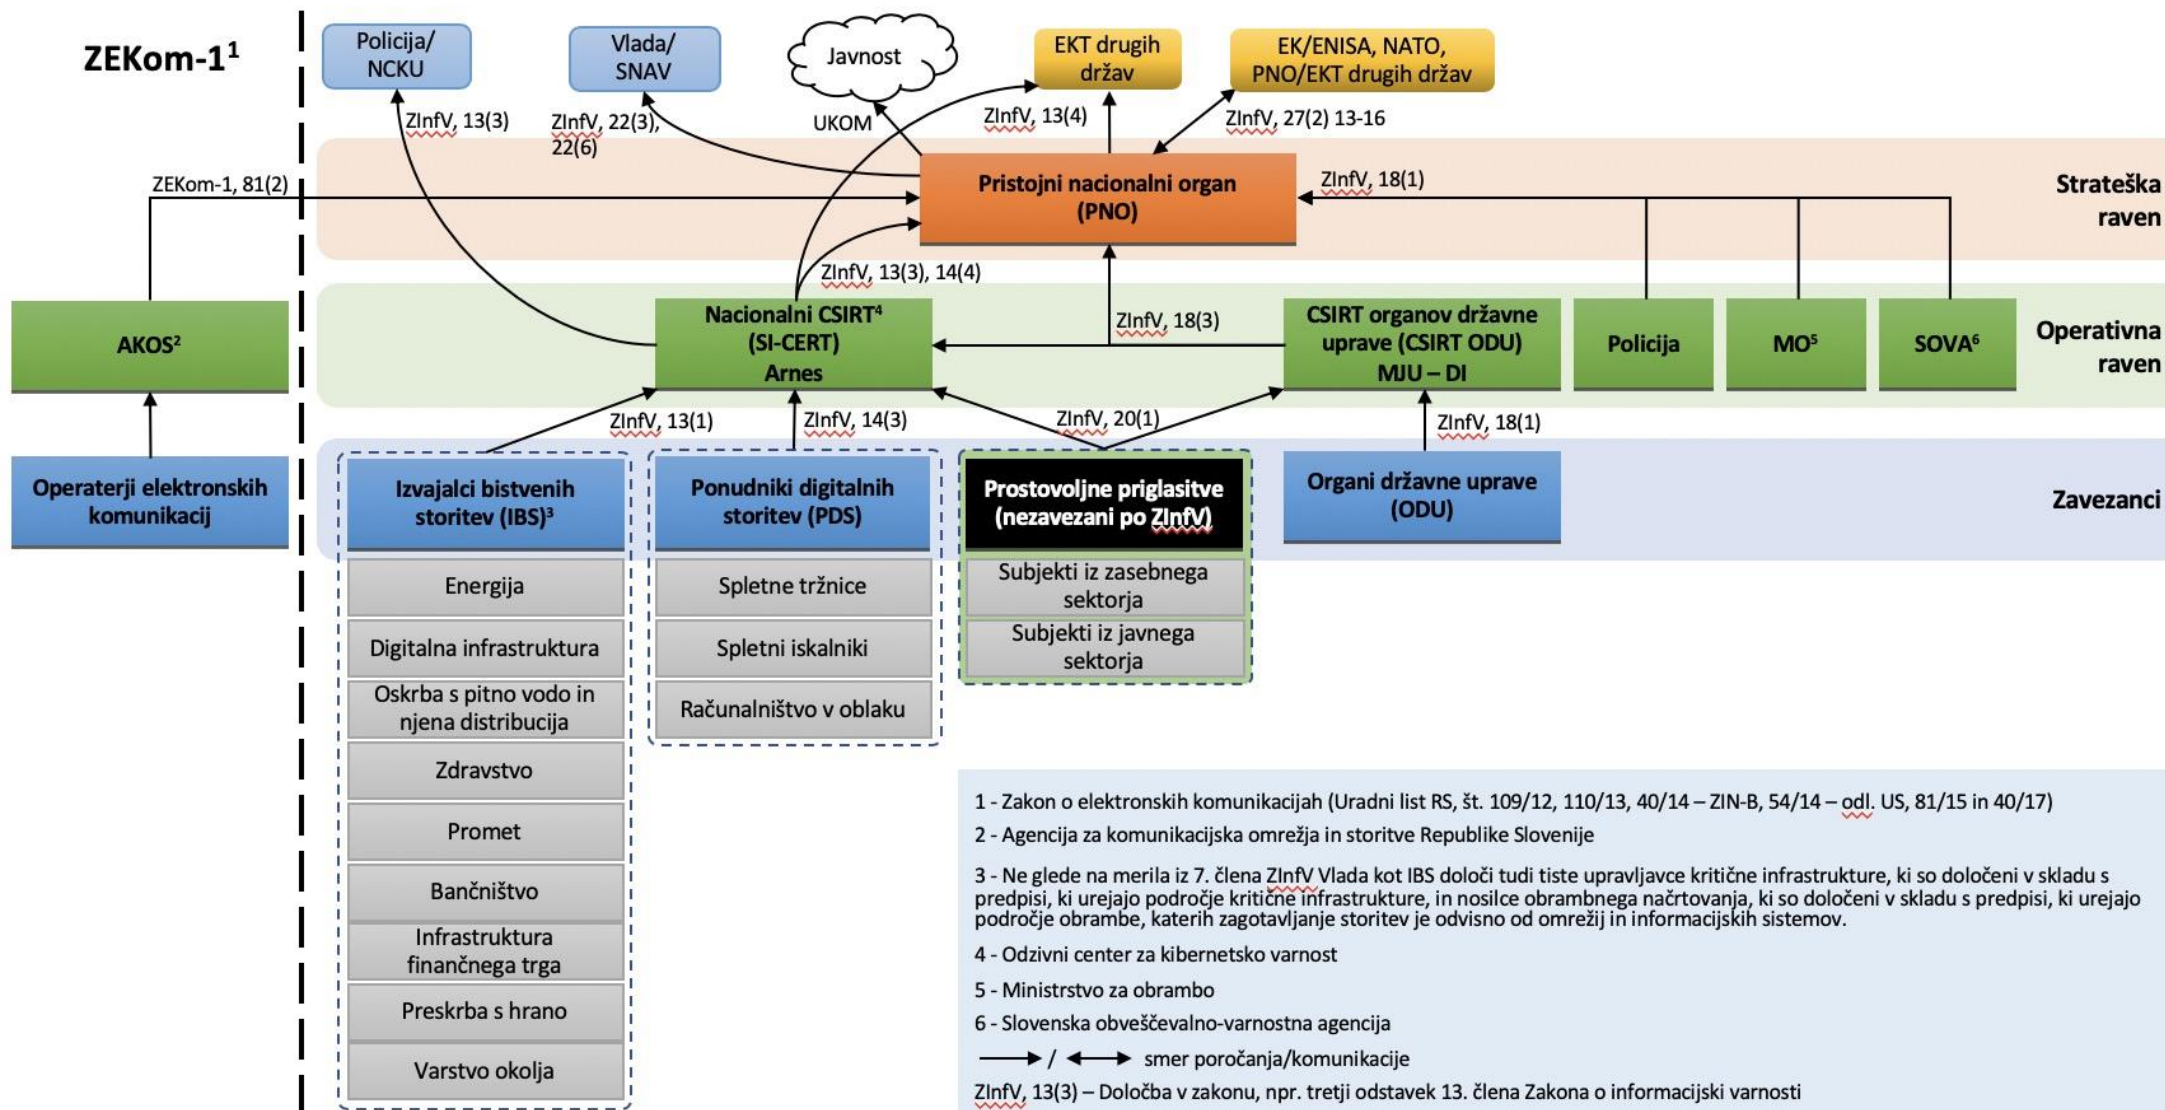 ZEKom-1¹
Policija/
NCKU
Vlada/
SNAV
Javnost
EKT drugih
držav
EK/ENISA, NATO,
PNO/EKT drugih držav
ZInfV, 13(3)
ZInfV, 22(3),
22(6)
UKOM
ZInfV, 13(4)
ZInfV, 27(2) 13-16
ZEKom-1, 81(2)
Pristojni nacionalni organ
(PNO)
ZInfV, 18(1)
Strateška
raven
ZInfV, 13(3), 14(4)
AKOS²
Nacionalni CSIRT⁴
(SI-CERT)
Arnes
ZInfV, 18(3)
CSIRT organov državne
uprave (CSIRT ODU)
MJU – DI
Policija
MO⁵
SOVA⁶
Operativna
raven
ZInfV, 13(1)
ZInfV, 14(3)
ZInfV, 20(1)
ZInfV, 18(1)
Operaterji elektronskih
komunikacij
Izvajalci bistvenih
storitev (IBS)³
Ponudniki digitalnih
storitev (PDS)
Prostovoljne priglasitve
(nezavezani po ZInfV)
Organi državne uprave
(ODU)
Zavezanci
Energija
Digitalna infrastruktura
Oskrba s pitno vodo in
njena distribucija
Zdravstvo
Promet
Bančništvo
Infrastruktura
finančnega trga
Preskrba s hrano
Varstvo okolja
Spletne tržnice
Spletni iskalniki
Računalništvo v oblaku
Subjekti iz zasebnega
sektorja
Subjekti iz javnega
sektorja
1 - Zakon o elektronskih komunikacijah (Uradni list RS, št. 109/12, 110/13, 40/14 – ZIN-B, 54/14 – odl. US, 81/15 in 40/17)
2 - Agencija za komunikacijska omrežja in storitve Republike Slovenije
3 - Ne glede na merila iz 7. člena ZInfV Vlada kot IBS določi tudi tiste upravljavce kritične infrastrukture, ki so določeni v skladu s
predpisi, ki urejajo področje kritične infrastrukture, in nosilce obrambnega načrtovanja, ki so določeni v skladu s predpisi, ki urejajo
področje obrambe, katerih zagotavljanje storitev je odvisno od omrežij in informacijskih sistemov.
4 - Odzivni center za kibernetsko varnost
5 - Ministrstvo za obrambo
6 - Slovenska obveščevalno-varnostna agencija
/ smer poročanja/komunikacije
ZInfV, 13(3) – Določba v zakonu, npr. tretji odstavek 13. člena Zakona o informacijski varnosti